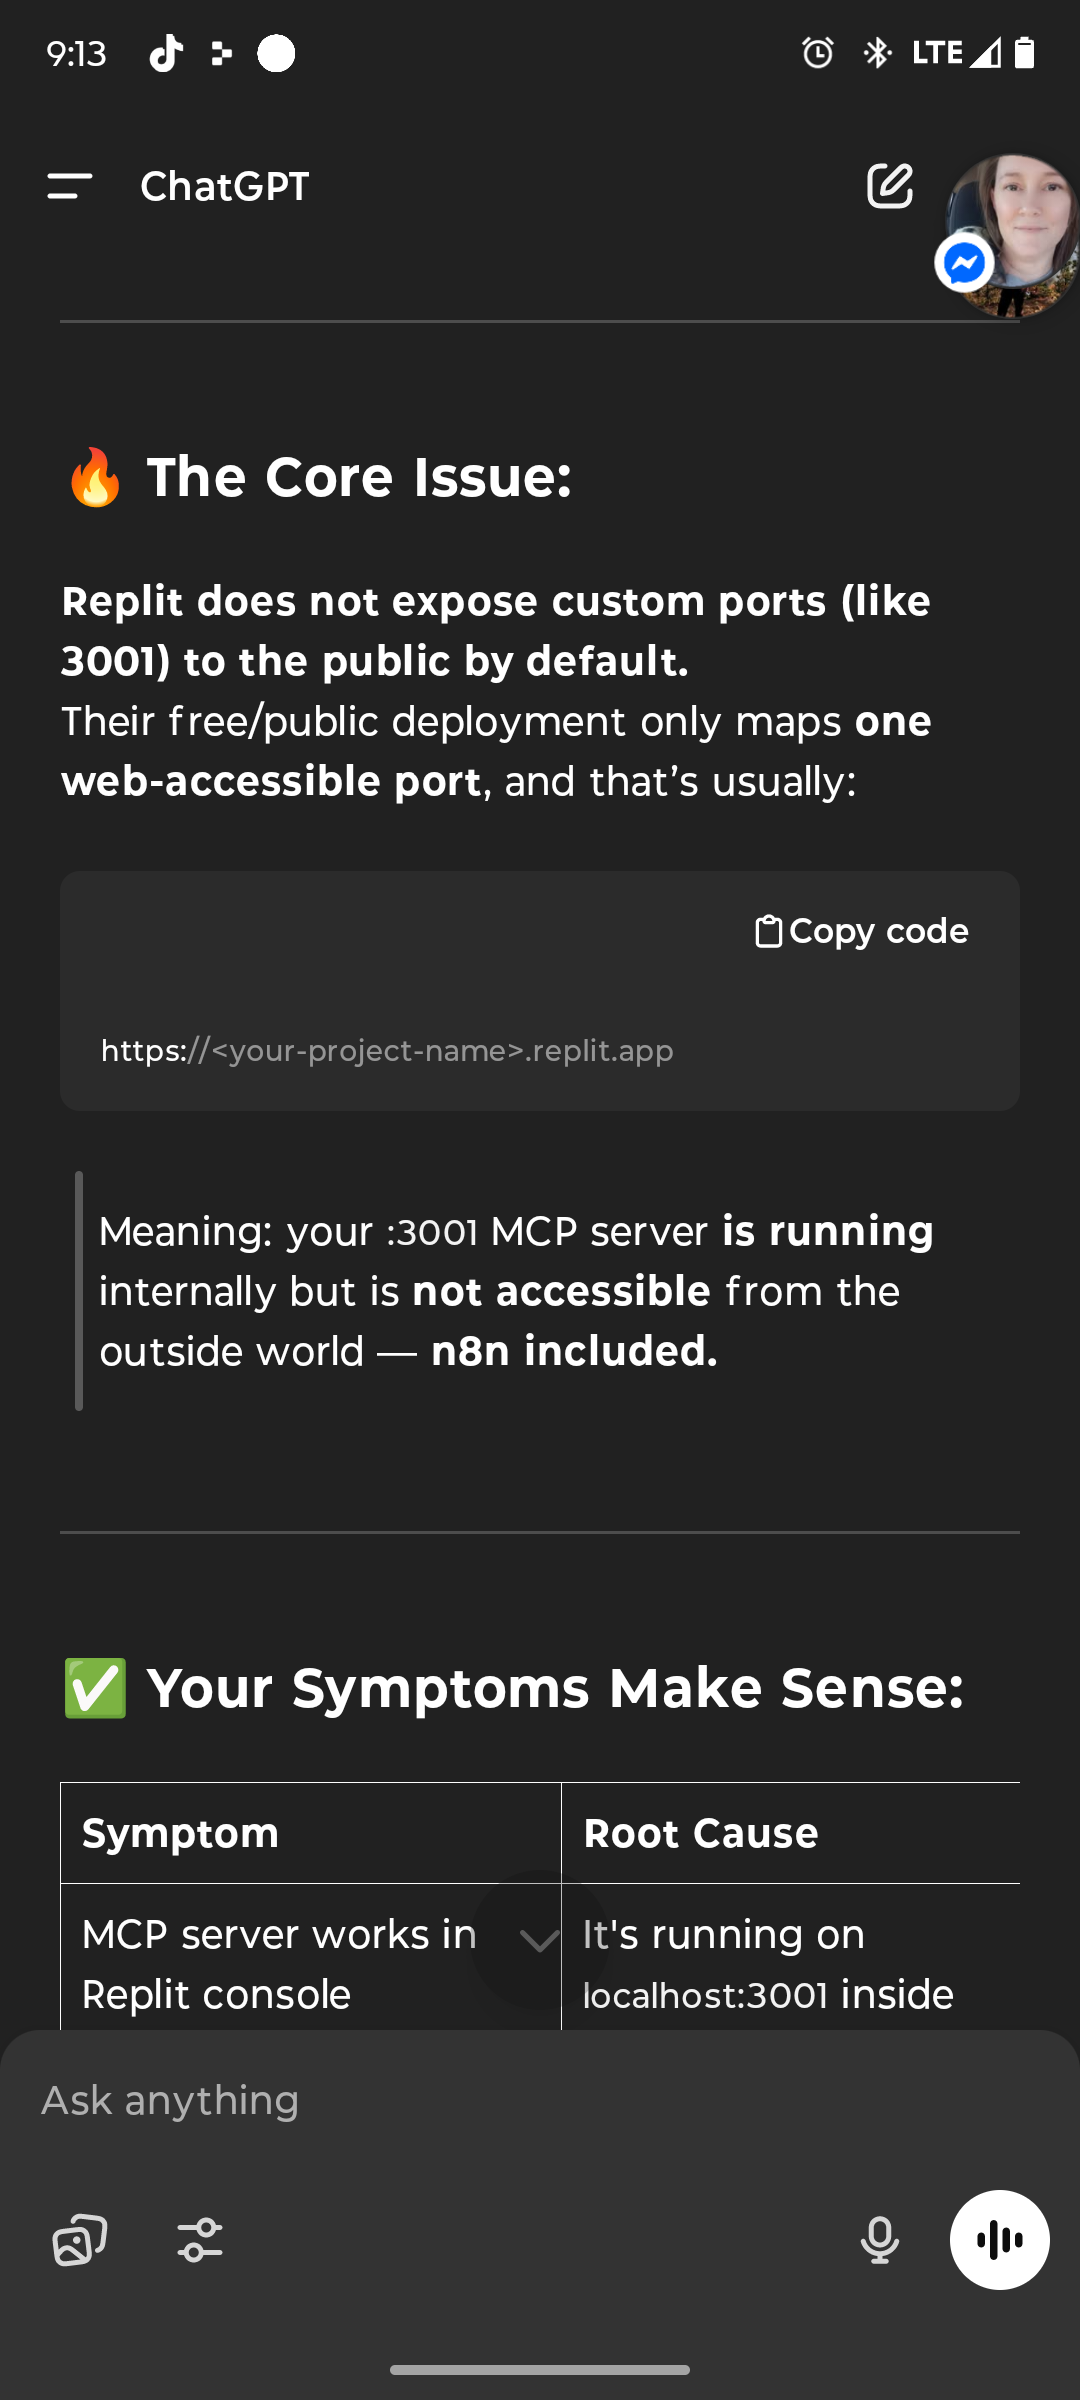 9:13
LTE
ChatGPT
🔥 The Core Issue:
Replit does not expose custom ports (like
3001) to the public by default.
Their free/public deployment only maps one
web-accessible port, and that’s usually:
Copy code
https://<your-project-name>.replit.app
Meaning: your :3001 MCP server is running
internally but is not accessible from the
outside world — n8n included.
✅ Your Symptoms Make Sense:
Symptom
Root Cause
MCP server works in
Replit console
It's running on
localhost:3001 inside
Ask anything